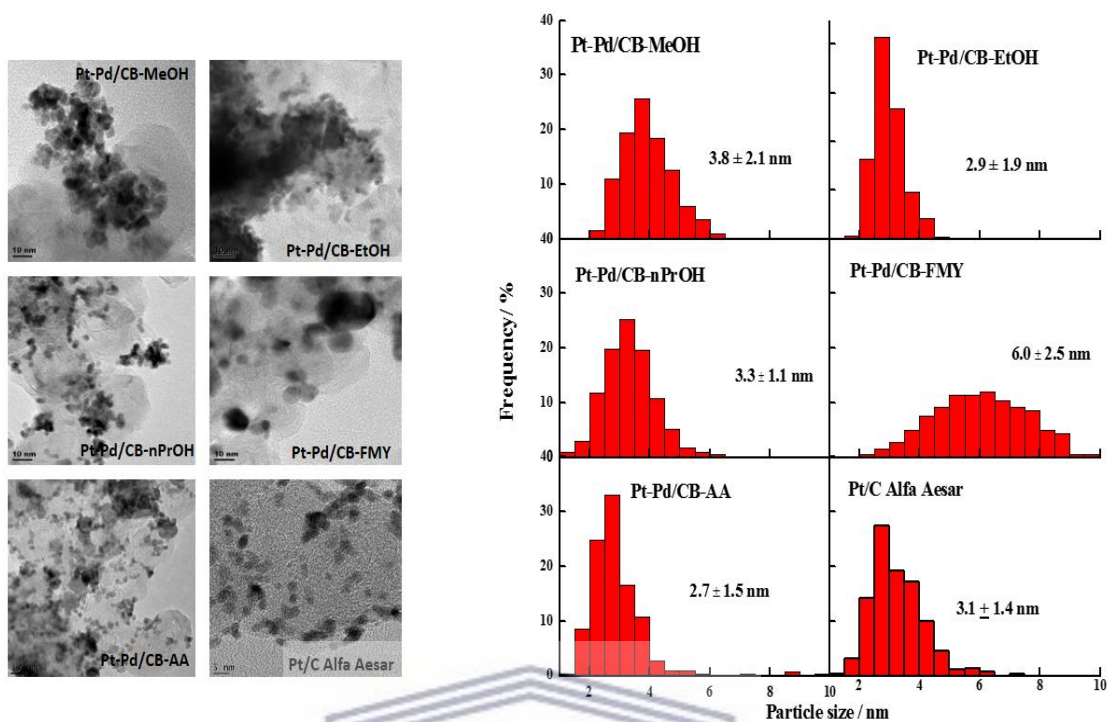 Pt-Pd/CB-MeOH
10 nm
Pt-Pd/CB-EtOH
10 nm
Pt-Pd/CB-nPrOH
10 nm
Pt-Pd/CB-FMY
10 nm
Pt-Pd/CB-AA
nm
Pt/C Alfa Aesar
5 nm
Frequency/ %
40
30
20
10
40
30
20
10
40
30
20
10
0
Pt-Pd/CB-MeOH
3.8 ± 2.1 nm
Pt-Pd/CB-EtOH
2.9 ± 1.9 nm
Pt-Pd/CB-nPrOH
3.3 ± 1.1 nm
Pt-Pd/CB-FMY
6.0 ± 2.5 nm
Pt-Pd/CB-AA
2.7 ± 1.5 nm
Pt/C Alfa Aesar
3.1 ± 1.4 nm
2 4 6 8 10 2 4 6 8 10
Particle size / nm